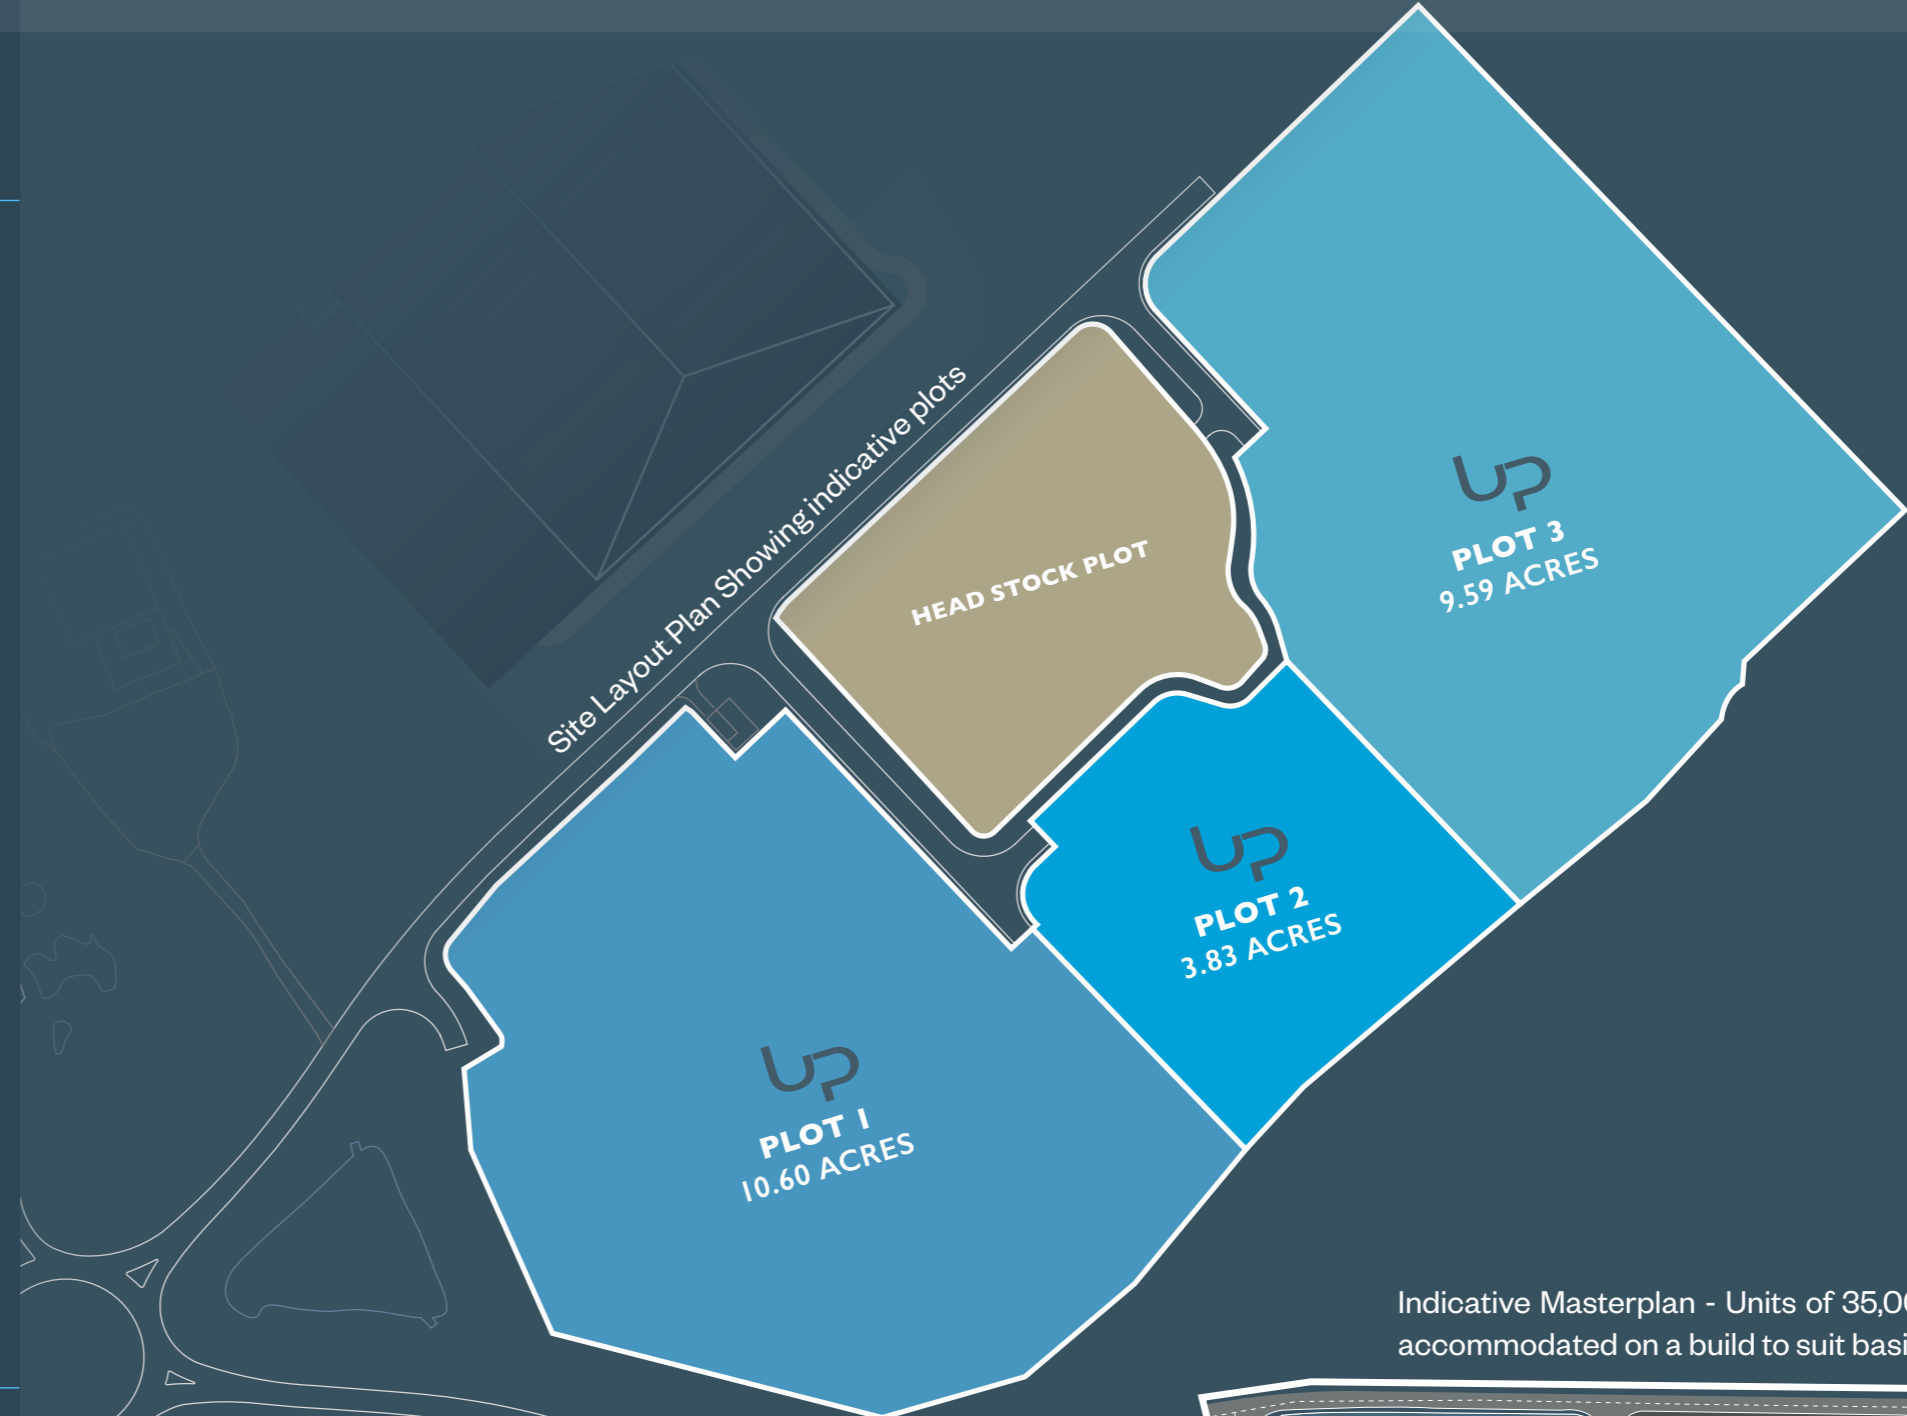 Site Layout Plan Showing indicative plots
HEAD STOCK PLOT
UP
PLOT 3
9.59 ACRES
UP
PLOT 2
3.83 ACRES
UP
PLOT 1
10.60 ACRES
Indicative Masterplan - Units of
accommodated on a build to suit